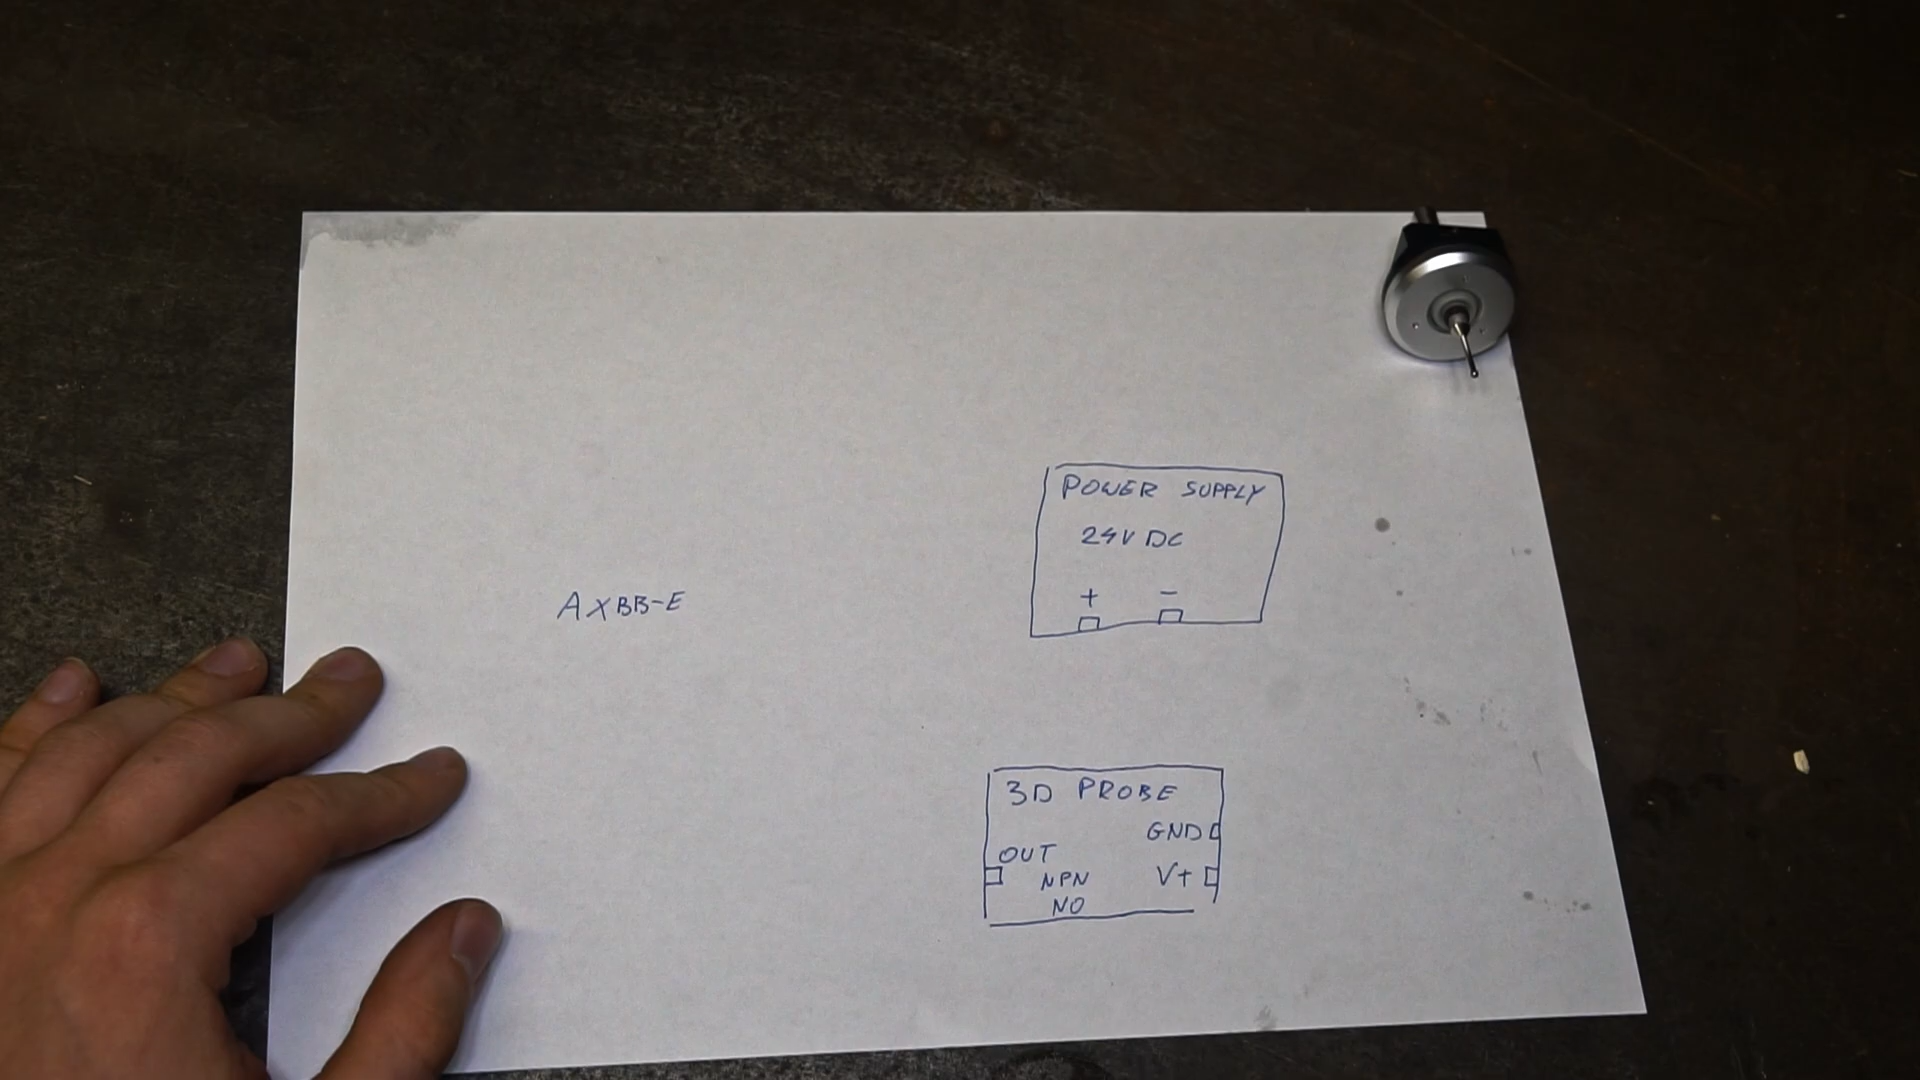 AXBB-E
POWER SUPPLY
24V DC
+ -
3D PROBE
GND
OUT
NPN
V+
NO